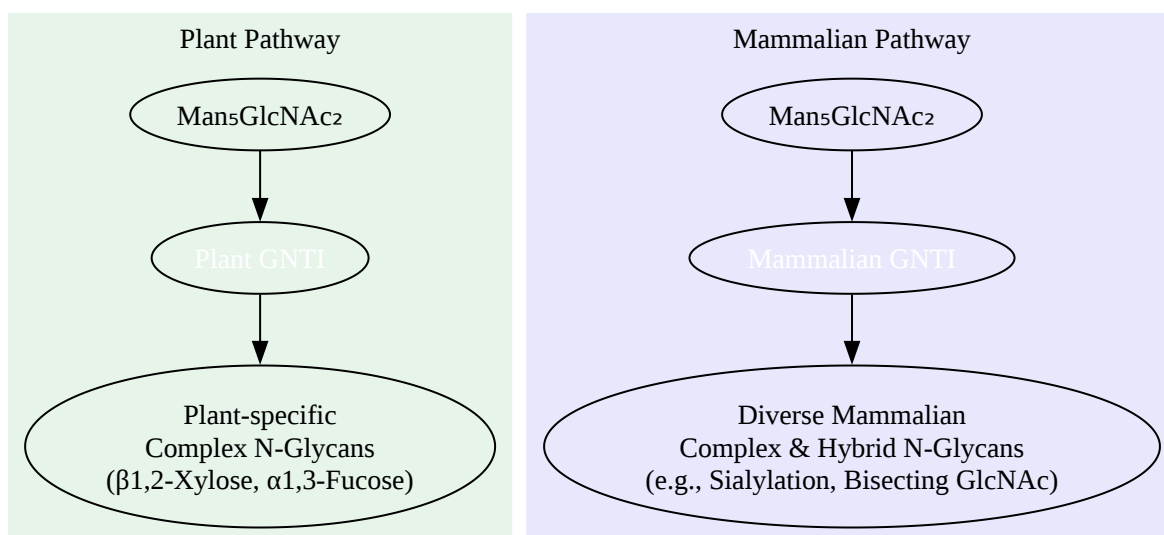 Plant Pathway
Man₅GlcNAc₂
Plant GNTI
Plant-specific
Complex N-Glycans
(β1,2-Xylose, α1,3-Fucose)
Mammalian Pathway
Man₅GlcNAc₂
Mammalian GNTI
Diverse Mammalian
Complex & Hybrid N-Glycans
(e.g., Sialylation, Bisecting GlcNAc)